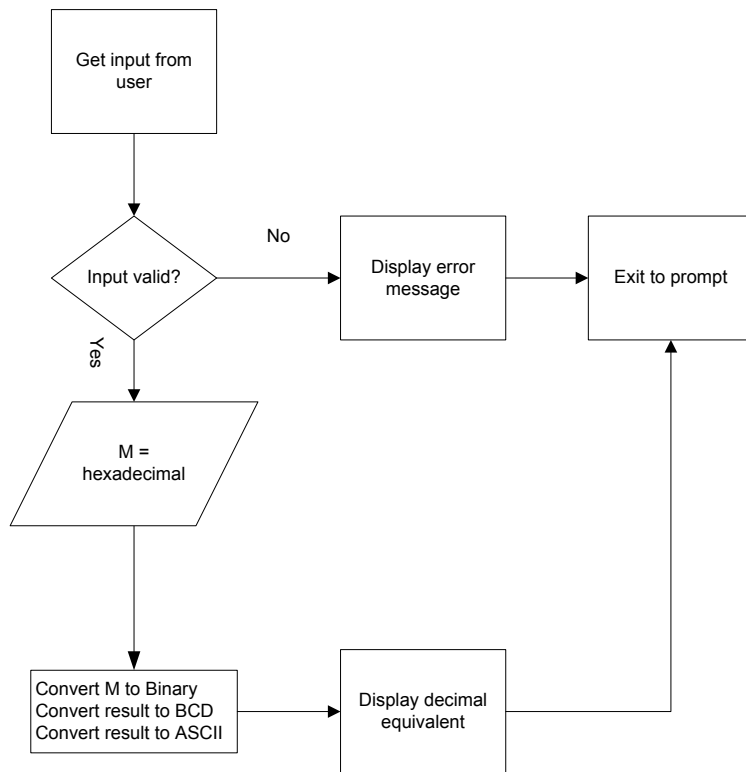 Get input from
user
Input valid?
No
Display error
message
Exit to prompt
Yes
M =
hexadecimal
Convert M to Binary
Convert result to BCD
Convert result to ASCII
Display decimal
equivalent